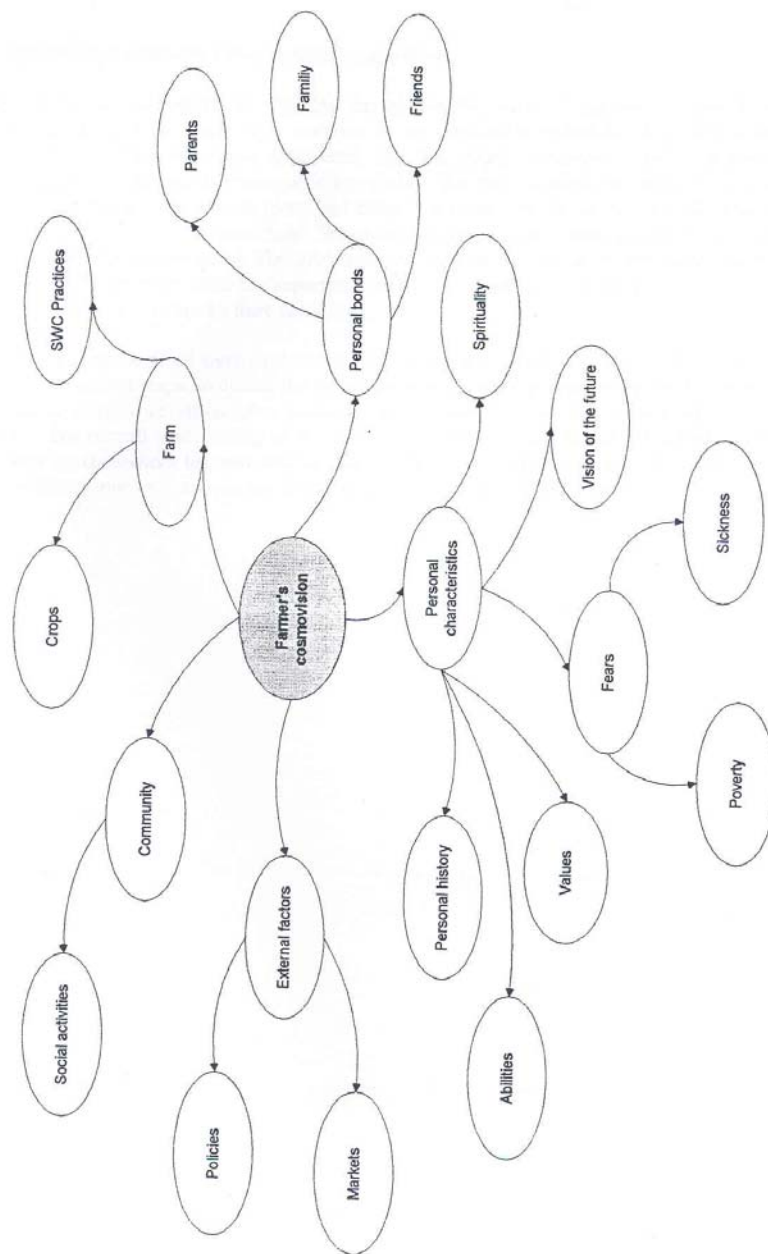 Social activities
Crops
SWC Practices
Community
Farm
Parents
Policies
External factors
Farmer's
cosmovision
Familiy
Markets
Personal bonds
Friends
Personal history
Personal
characteristics
Spirituality
Abilities
Values
Vision of the future
Fears
Poverty
Sickness